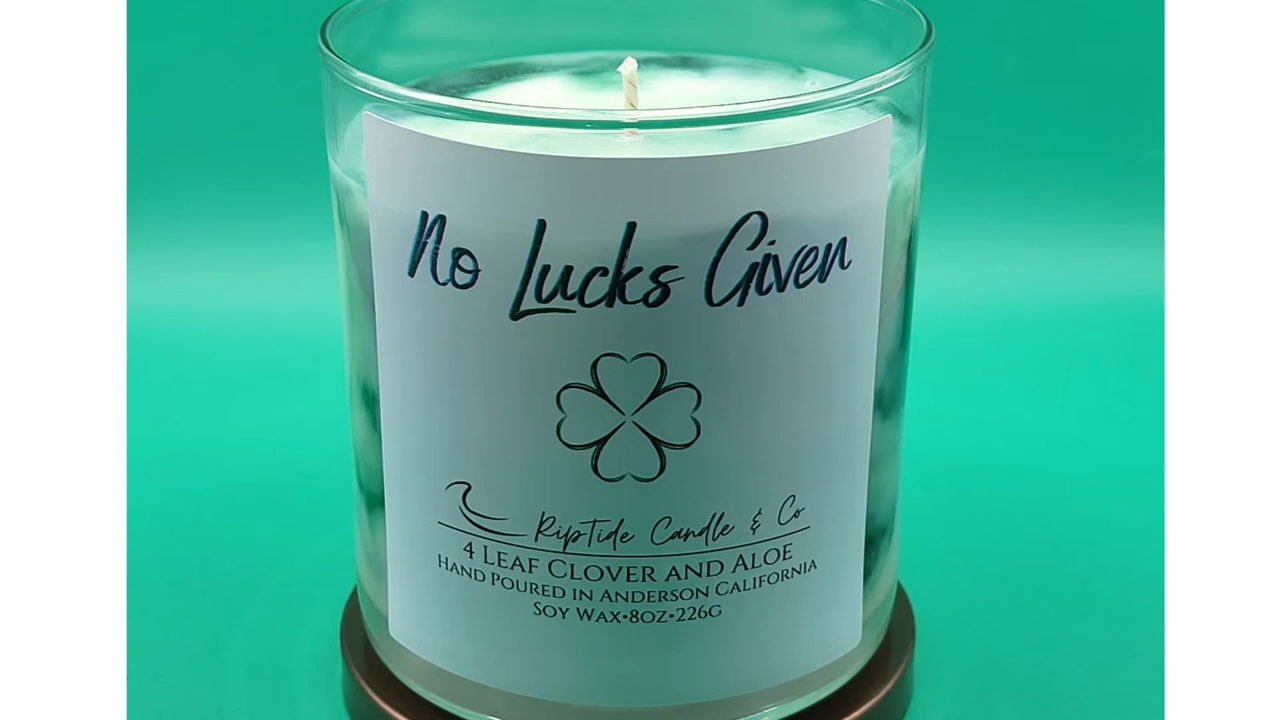 No Lucks Given
RipTide Candle & Co
4 Leaf Clover and Aloe
Hand Poured in Anderson California
Soy Wax•8oz•226g